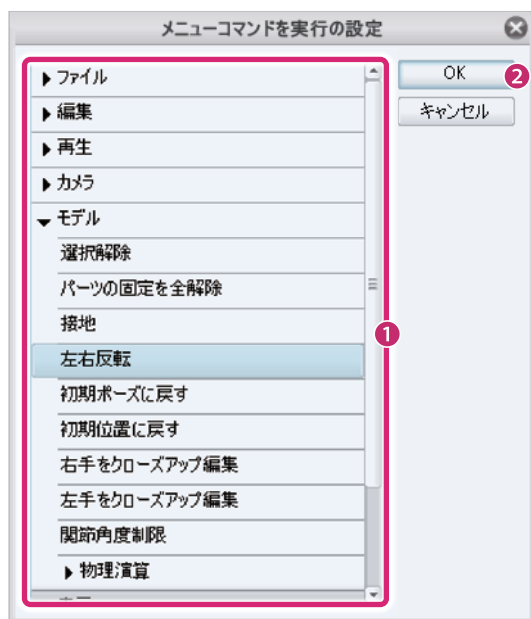 メニューコマンドを実行の設定
▶ ファイル
▶ 編集
▶ 再生
▶ カメラ
▼ モデル
選択解除
パーツの固定を全解除
接地
左右反転
初期ポーズに戻す
初期位置に戻す
右手をクローズアップ編集
左手をクローズアップ編集
関節角度制限
▶ 物理演算
1
OK
2
キャンセル